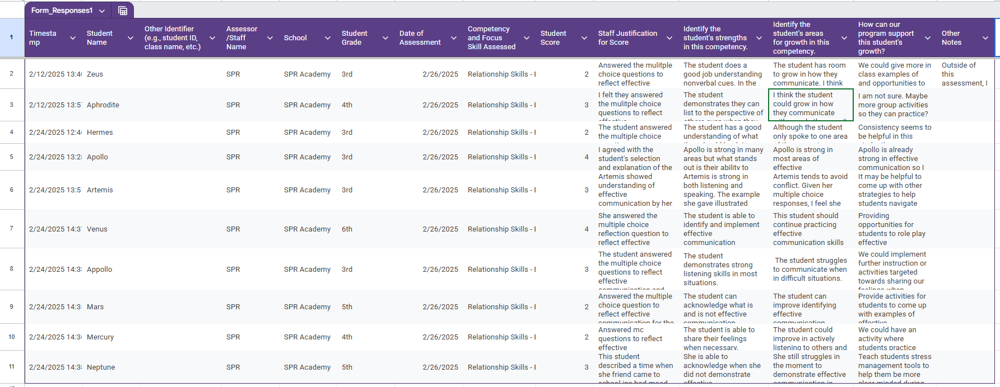 Form_Responses1
1
Timesta
mp
Student
Name
Other Identifier
(e.g., student ID,
class name, etc.)
Assessor
/Staff
Name
School
Student
Grade
Date of
Assessment
Competency
and Focus
Skill Assessed
Student
Score
Staff Justification
for Score
Identify the
student's strengths
in this competency.
Identify the
student's areas
for growth in this
competency.
How can our
program support
this student's
growth?
Other
Notes
2
2/12/2025 13:4
Zeus
SPR
SPR Academy
3rd
2/26/2025
Relationship Skills -
2
Answered the mulitple
choice questions to
reflect effective
The student does a
good job understanding
nonverbal cues. In the
The student has room
to grow in how they
communicate. I think
We could give more in
class examples of
and opportunities to
Outside of
this
assessment, I
3
2/12/2025 13:5
Aphrodite
SPR
SPR Academy
4th
2/26/2025
Relationship Skills -
3
I felt they answered
the mulitple choice
questions to reflect
effective
The student
demonstrates they can
list to the perspective of
others even when they
I think the student
could grow in how
they communicate
I am not sure. Maybe
more group activities
so they can practice?
4
2/24/2025 12:4
Hermes
SPR
SPR Academy
3rd
2/26/2025
Relationship Skills -
2
The student answered
the multiple choice
The student has a good
understanding of what
Although the student
only spoke to one area
Consistency seems to
be helpful in this
5
2/24/2025 13:2
Apollo
SPR
SPR Academy
3rd
2/26/2025
Relationship Skills -
4
I agreed with the
student's selection
and explanation of the
Apollo is strong in many
areas but what stands
out is their ability to
Apollo is strong in
most areas of
effective
Apollo is already
strong in effective
communication so I
6
2/24/2025 13:5
Artemis
SPR
SPR Academy
3rd
2/26/2025
Relationship Skills -
3
Artemis showed
understanding of
effective
communication by her
Artemis is strong in
both listening and
speaking. The example
she gave illustrated
Artemis tends to avoid
conflict. Given her
multiple choice
responses, I feel she
It may be helpful to
come up with other
strategies to help
students navigate
7
2/24/2025 14:3
Venus
SPR
SPR Academy
6th
2/26/2025
Relationship Skills -
4
She answered the
multiple choice
reflection question to
reflect effective
The student is able to
identify and implement
effective
communication
This student should
continue practicing
effective
communication skills
Providing
opportunities for
students to role play
effective
8
2/24/2025 14:3
Appollo
SPR
SPR Academy
3rd
2/26/2025
Relationship Skills -
3
The student answered
the multiple choice
questions to reflect
effective
communication and
The student
demonstrates strong
listening skills in most
situations.
The student struggles
to communicate when
in difficult situations.
We could implement
further instruction or
activities targeted
towards sharing our
feelings when
9
2/24/2025 14:3
Mars
SPR
SPR Academy
5th
2/26/2025
Relationship Skills -
2
Answered the multiple
choice question to
reflect effective
communication for the
The student can
acknowledge what is
and is not effective
communication
The student can
improve identifying
effective
communication
Provide activities for
students to come up
with examples of
effective
10
2/24/2025 14:3
Mercury
SPR
SPR Academy
4th
2/26/2025
Relationship Skills -
2
Answered mc
questions to reflect
effective
The student is able to
share their feelings
when necessary.
The student could
improve in actively
listening to others and
We could have an
activity where
students practice
11
2/24/2025 14:3
Neptune
SPR
SPR Academy
5th
2/26/2025
Relationship Skills -
3
This student
described a time when
she friend came to
school ins bad mood
She is able to
acknowledge when she
did not demonstrate
effective
She still struggles in
the moment to
demonstrate effective
communication in
Teach students stress
management tools to
help them be more
clear minded during